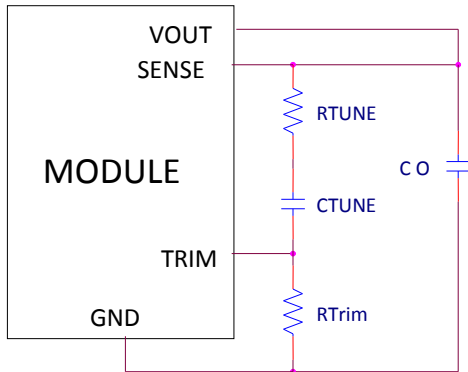 VOUT
SENSE
RTUNE
MODULE
C O
CTUNE
TRIM
GND
RTrim